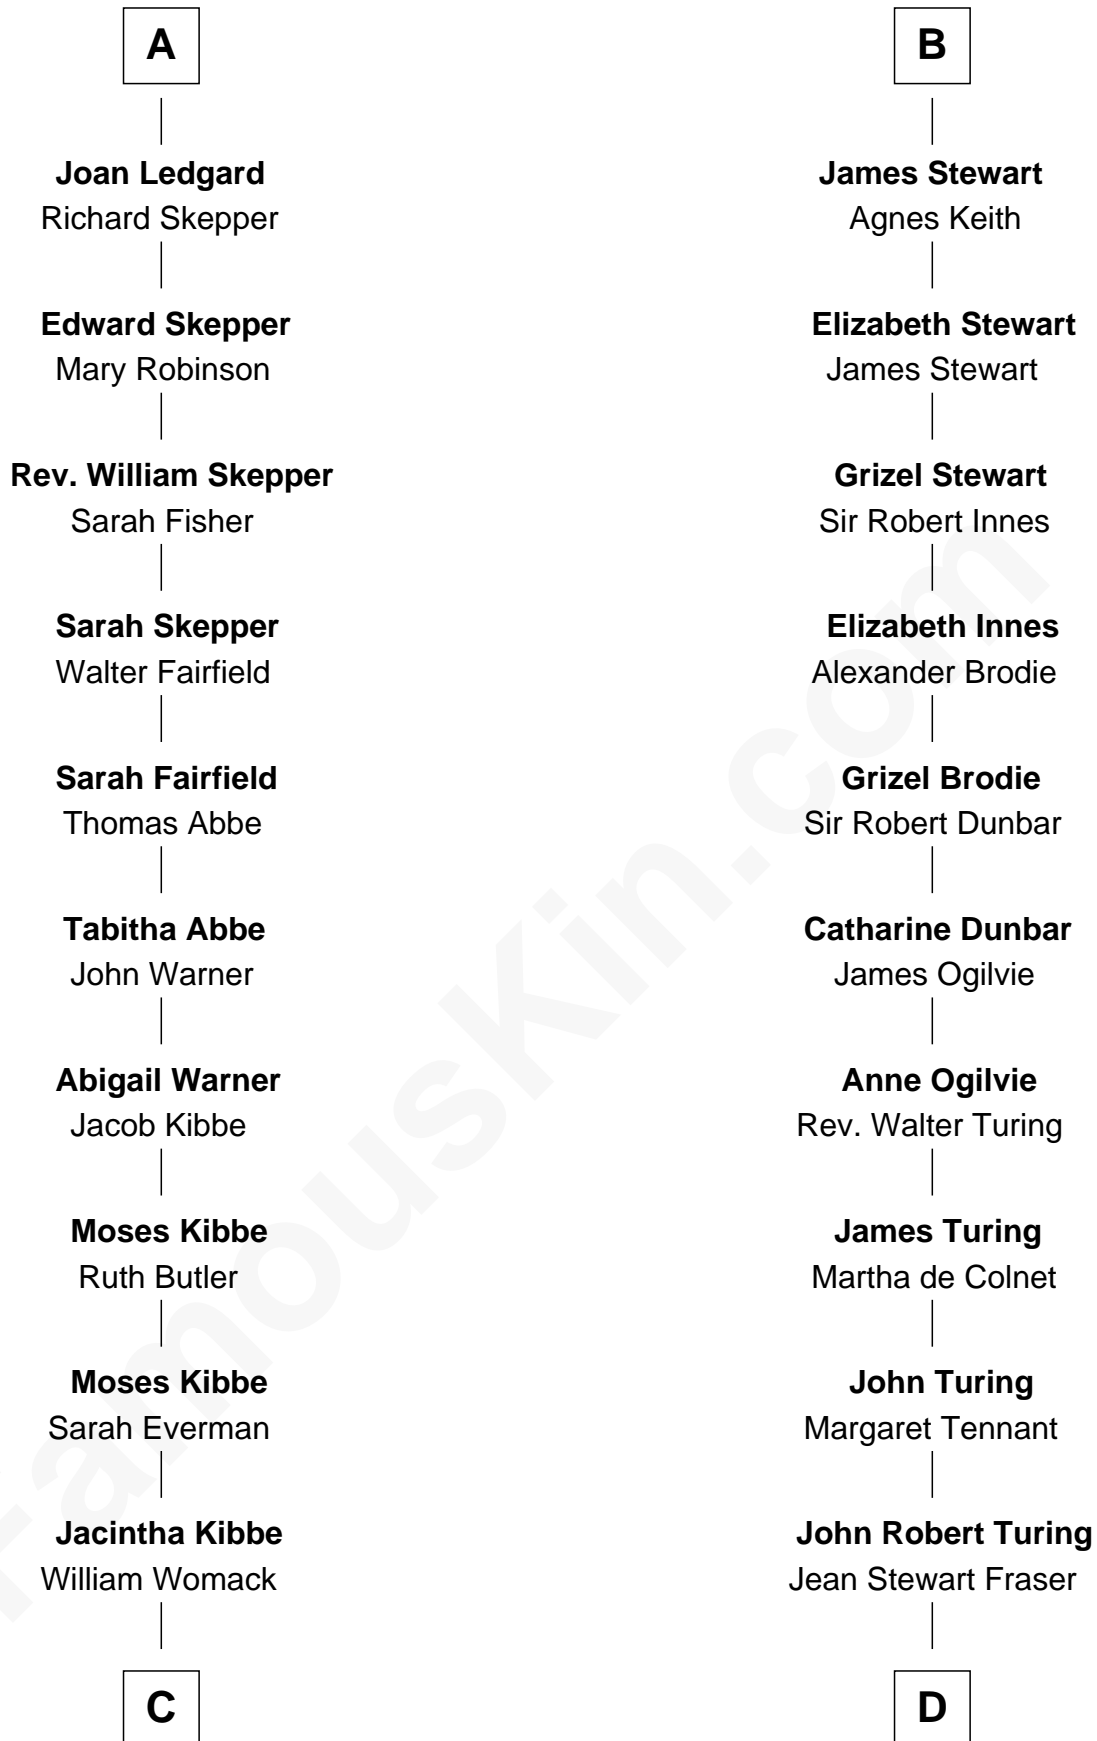 A
Joan Ledgard
Richard Skepper
Edward Skepper
Mary Robinson
Rev. William Skepper
Sarah Fisher
Sarah Skepper
Walter Fairfield
Sarah Fairfield
Thomas Abbe
Tabitha Abbe
John Warner
Abigail Warner
Jacob Kibbe
Moses Kibbe
Ruth Butler
Moses Kibbe
Sarah Everman
Jacintha Kibbe
William Womack
C
B
James Stewart
Agnes Keith
Elizabeth Stewart
James Stewart
Grizel Stewart
Sir Robert Innes
Elizabeth Innes
Alexander Brodie
Grizel Brodie
Sir Robert Dunbar
Catharine Dunbar
James Ogilvie
Anne Ogilvie
Rev. Walter Turing
James Turing
Martha de Colnet
John Turing
Margaret Tennant
John Robert Turing
Jean Stewart Fraser
D
FamousKin.com